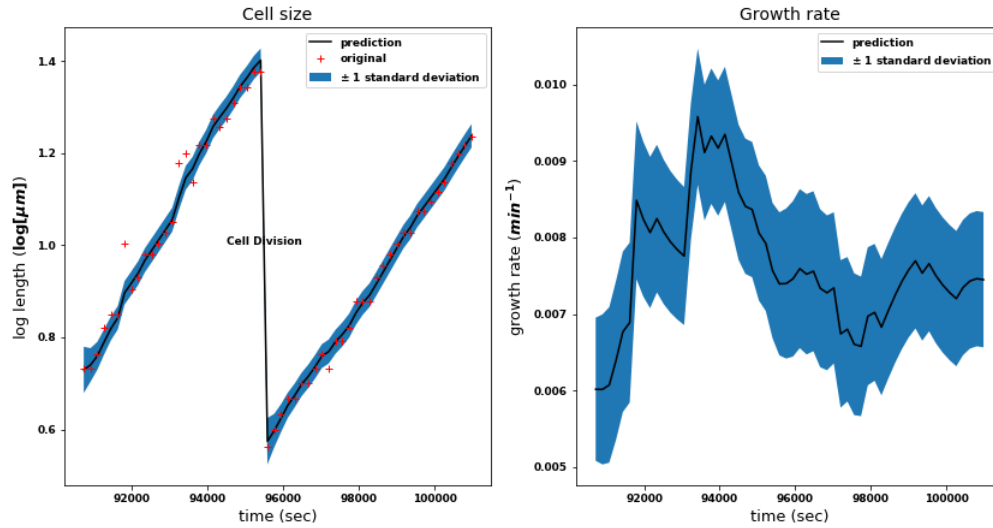 Cell size
prediction
original
± 1 standard deviation
1.4
1.2
1.0
0.8
0.6
log length (log[μm])
Cell Division
92000 94000 96000 98000 100000
time (sec)
Growth rate
prediction
± 1 standard deviation
0.010
0.009
0.008
0.007
0.006
0.005
growth rate (min⁻¹)
92000 94000 96000 98000 100000
time (sec)